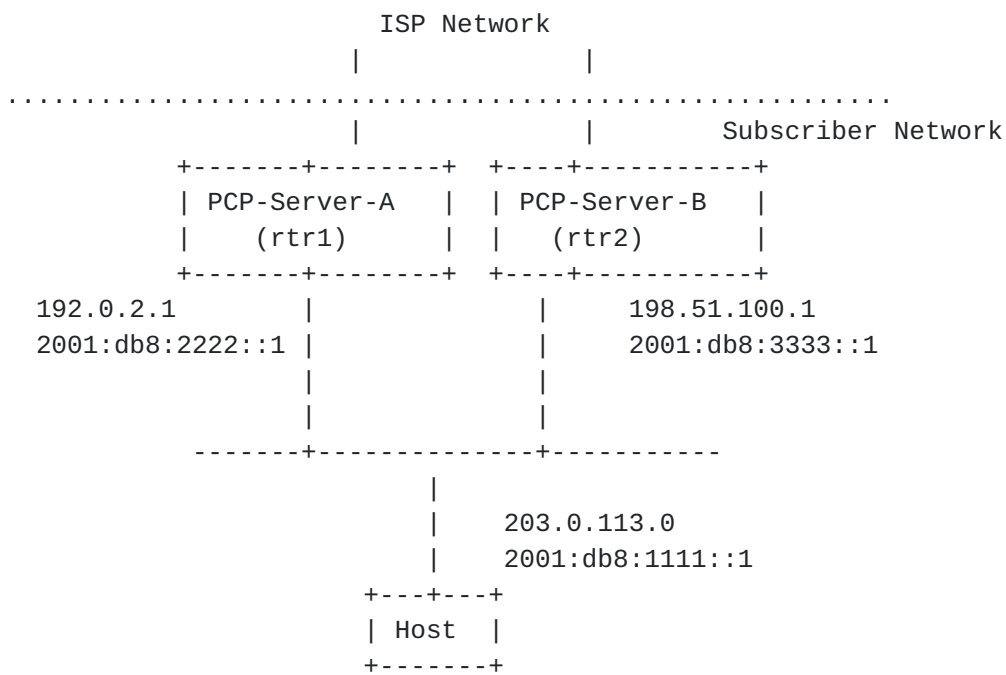 ISP Network
Subscriber Network
PCP-Server-A
PCP-Server-B
(rtr1)
(rtr2)
192.0.2.1
198.51.100.1
2001:db8:2222::1
2001:db8:3333::1
203.0.113.0
2001:db8:1111::1
Host